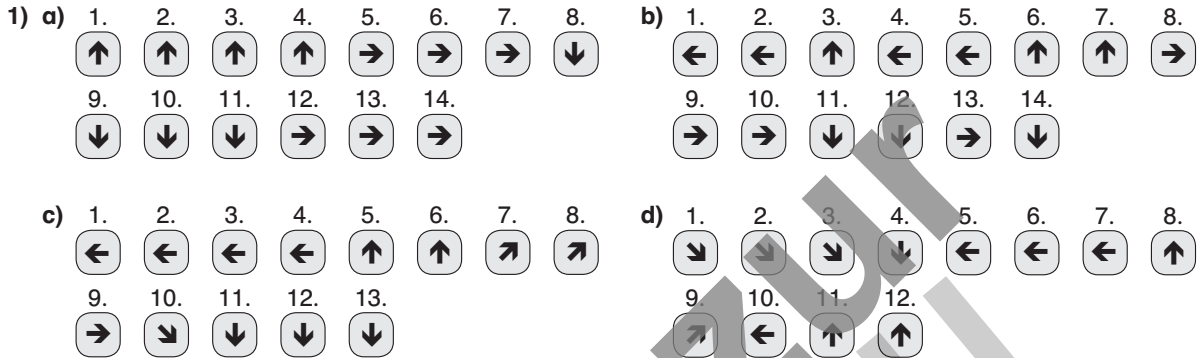 1) a) 1. 2. 3. 4. 5. 6. 7. 8.
↑ ↑ ↑ ↑ → → → ↓
9. 10. 11. 12. 13. 14.
↓ ↓ ↓ → → →
b) 1. 2. 3. 4. 5. 6. 7. 8.
← ← ↑ ← ← ↑ ↑ →
9. 10. 11. 12. 13. 14.
→ → ↓ ↓ → ↓
c) 1. 2. 3. 4. 5. 6. 7. 8.
← ← ← ← ↑ ↑ ↗ ↗
9. 10. 11. 12. 13.
→ ↘ ↓ ↓ ↓
d) 1. 2. 3. 4. 5. 6. 7. 8.
↘ ↘ ↘ ↓ ← ← ← ↑
9. 10. 11. 12.
↗ ← ↑ ↑